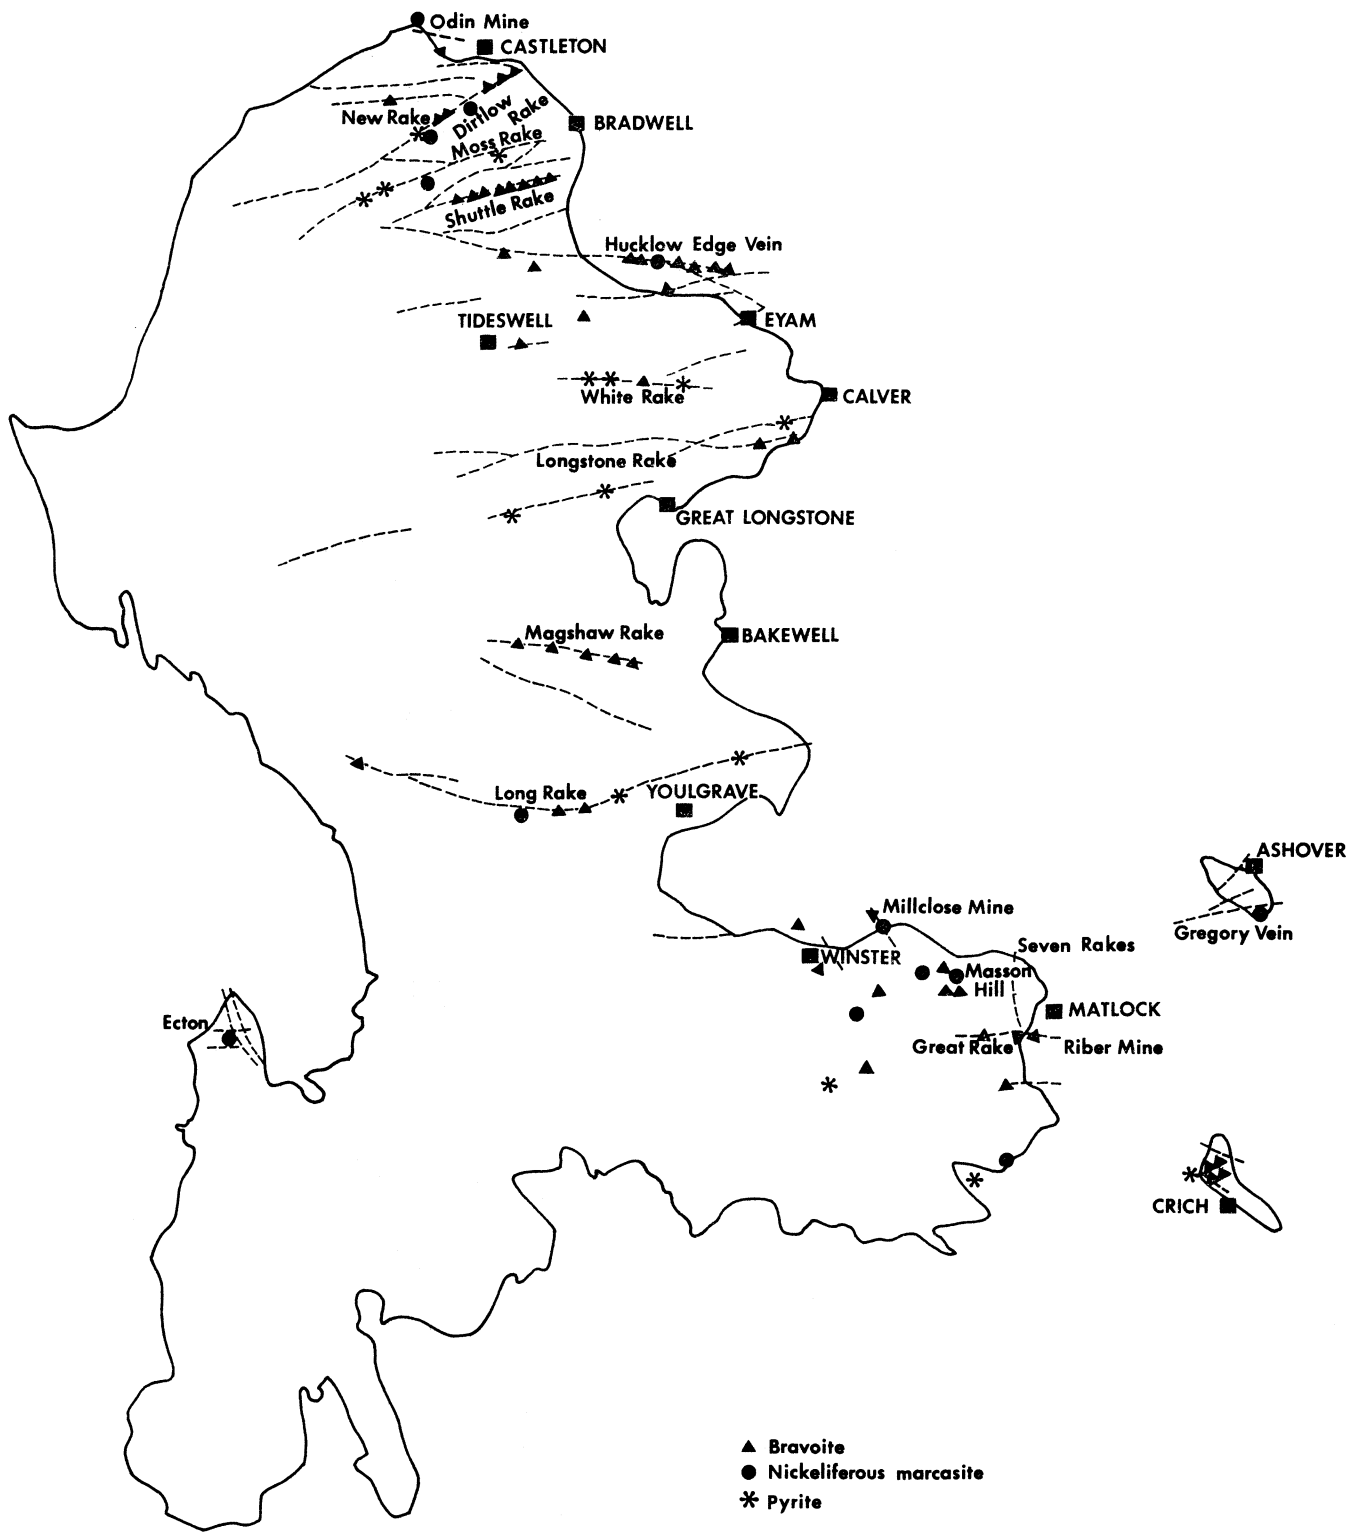 Odin Mine
CASTLETON
New Rake
Dirtlow
Rake
BRADWELL
Moss Rake
Shuttle Rake
Hucklow Edge Vein
TIDESWELL
EYAM
White Rake
CALVER
Longstone Rake
GREAT LONGSTONE
Magshaw Rake
BAKEWELL
Long Rake
YOULGRAVE
ASHOVER
Millclose Mine
Gregory Vein
Seven Rakes
WINSTER
Masson
Hill
MATLOCK
Ecton
Great Rake
Riber Mine
CRICH
Bravoite
Nickeliferous marcasite
Pyrite